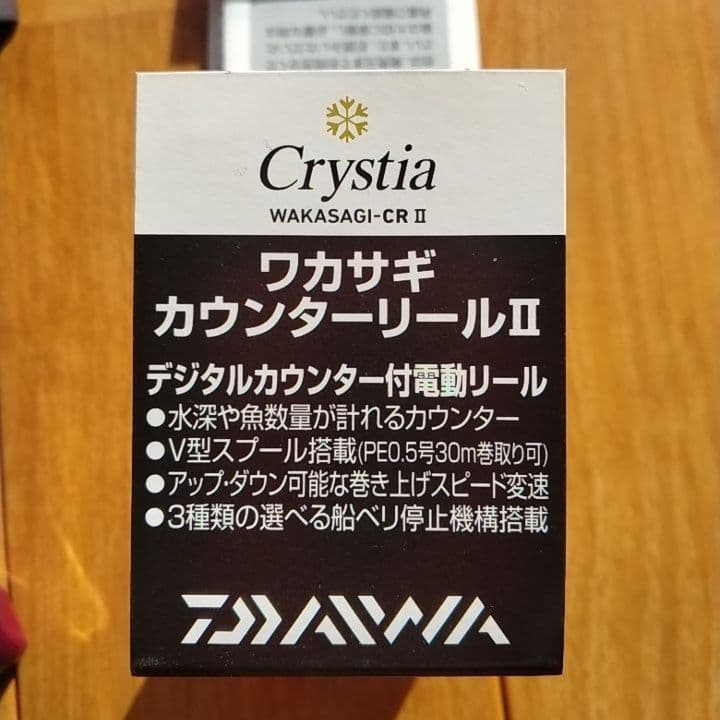 Crystia
WAKASAGI-CR II
ワカサギ
カウンターリールII
デジタルカウンター付電動リール
●水深や魚数量が計れるカウンター
●V型スプール搭載(PE0.5号30m巻取り可)
●アップ・ダウン可能な巻き上げスピード変速
●3種類の選べる船ベリ停止機構搭載
DAIWA